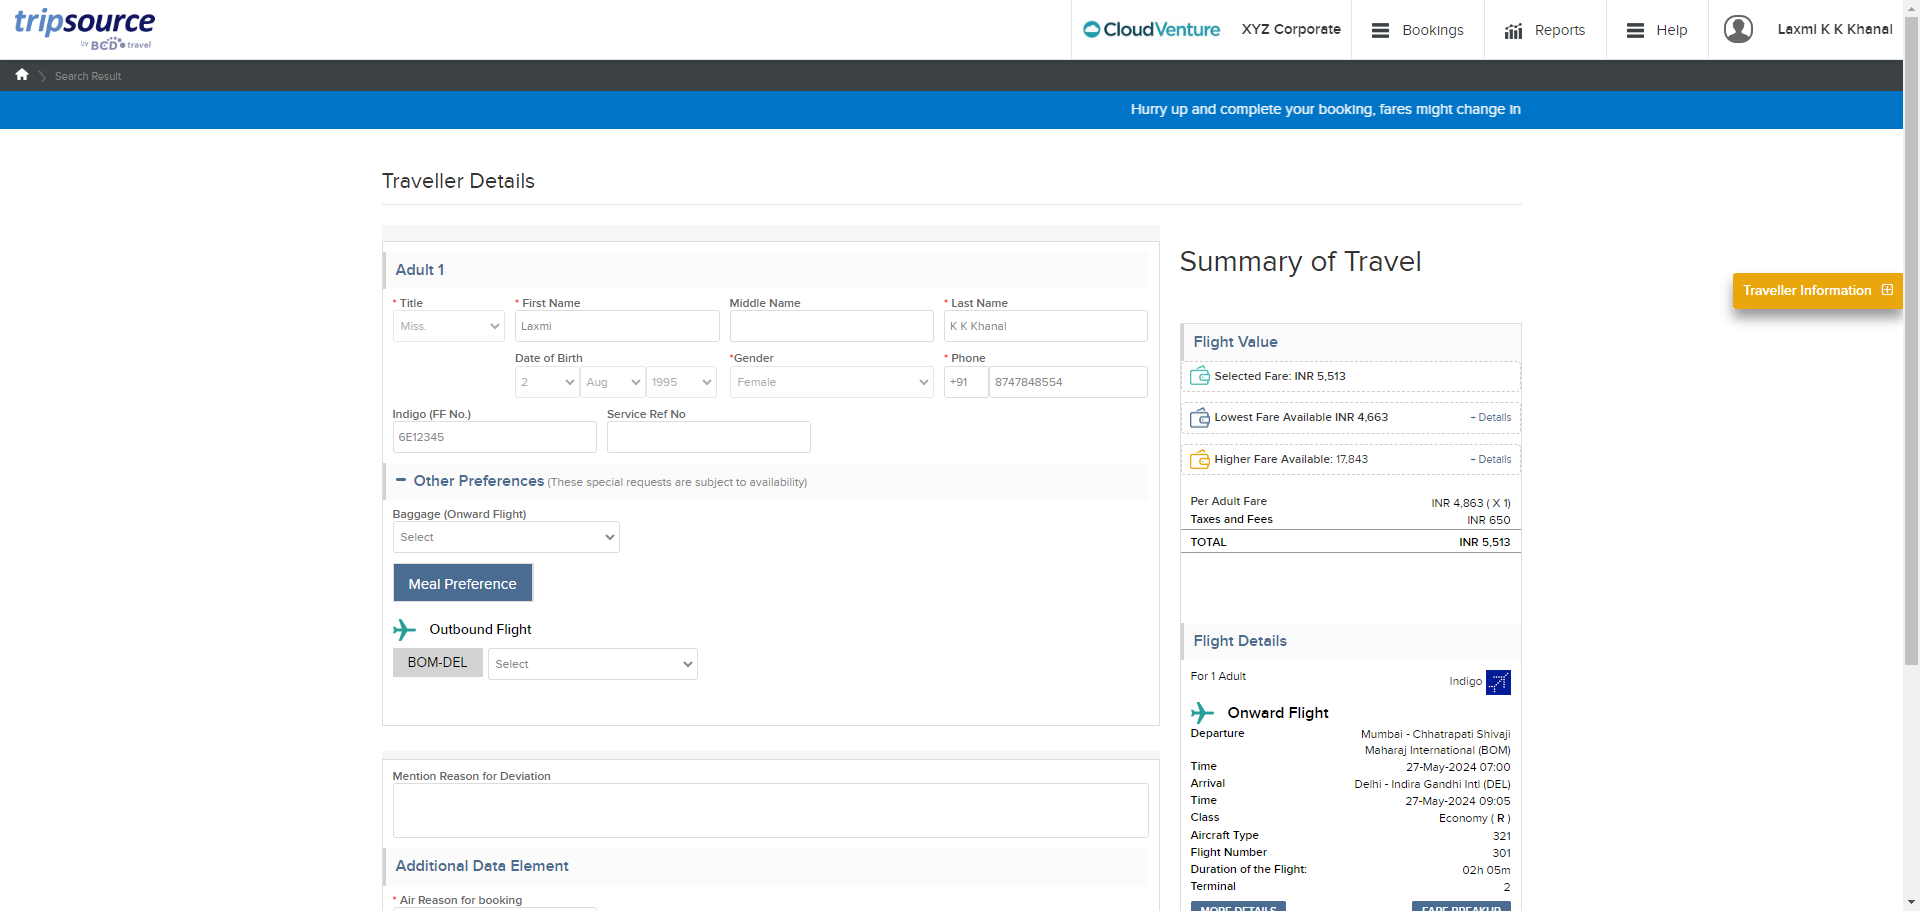 tripsource
by BCD travel
CloudVenture
XYZ Corporate
Bookings
Reports
Help
Laxmi K K Khanal
Search Result
Hurry up and complete your booking, fares might change in
Traveller Details
Adult 1
* Title
* First Name
Middle Name
* Last Name
Miss.
Laxmi
K K Khanal
Date of Birth
*Gender
* Phone
2
Aug
1995
Female
+91
8747848554
Indigo (FF No.)
Service Ref No
6E12345
− Other Preferences (These special requests are subject to availability)
Baggage (Onward Flight)
Select
Meal Preference
Outbound Flight
BOM-DEL
Select
Mention Reason for Deviation
Additional Data Element
* Air Reason for booking
Summary of Travel
Traveller Information
Flight Value
Selected Fare: INR 5,513
Lowest Fare Available INR 4,663
+ Details
Higher Fare Available: 17,843
+ Details
Per Adult Fare INR 4,863 ( X 1)
Taxes and Fees INR 650
TOTAL INR 5,513
Flight Details
For 1 Adult
Indigo
Onward Flight
Departure Mumbai - Chhatrapati Shivaji
Maharaj International (BOM)
Time 27-May-2024 07:00
Arrival Delhi - Indira Gandhi Intl (DEL)
Time 27-May-2024 09:05
Class Economy ( R )
Aircraft Type 321
Flight Number 301
Duration of the Flight: 02h 05m
Terminal 2
MORE DETAILS
FARE BREAKUP